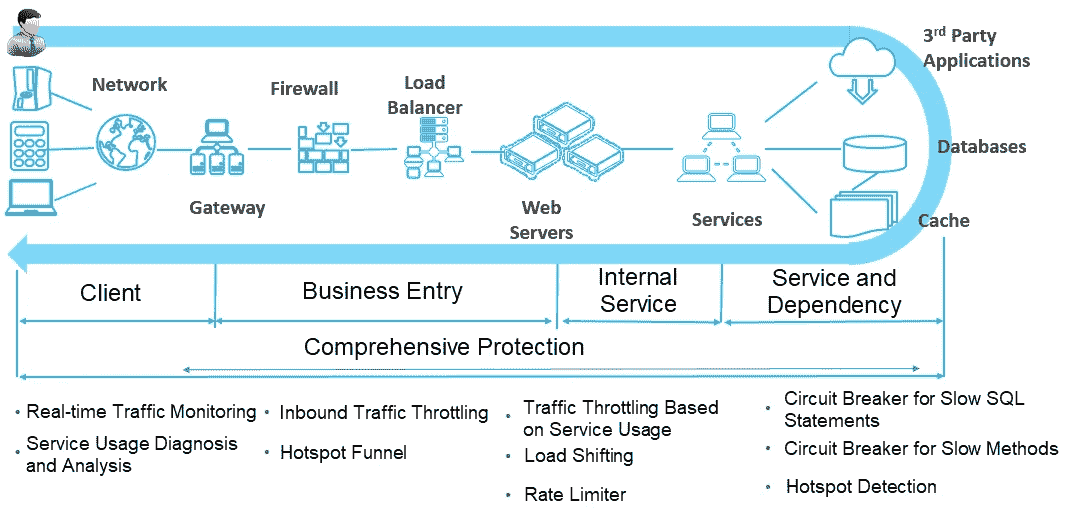 3rd Party
Applications
Network
Firewall
Load
Balancer
Databases
Gateway
Web
Servers
Services
Cache
Client
Business Entry
Internal
Service
Service and
Dependency
Comprehensive Protection
• Real-time Traffic Monitoring
• Service Usage Diagnosis
and Analysis
• Inbound Traffic Throttling
• Hotspot Funnel
• Traffic Throttling Based
on Service Usage
• Load Shifting
• Rate Limiter
• Circuit Breaker for Slow SQL
Statements
• Circuit Breaker for Slow Methods
• Hotspot Detection